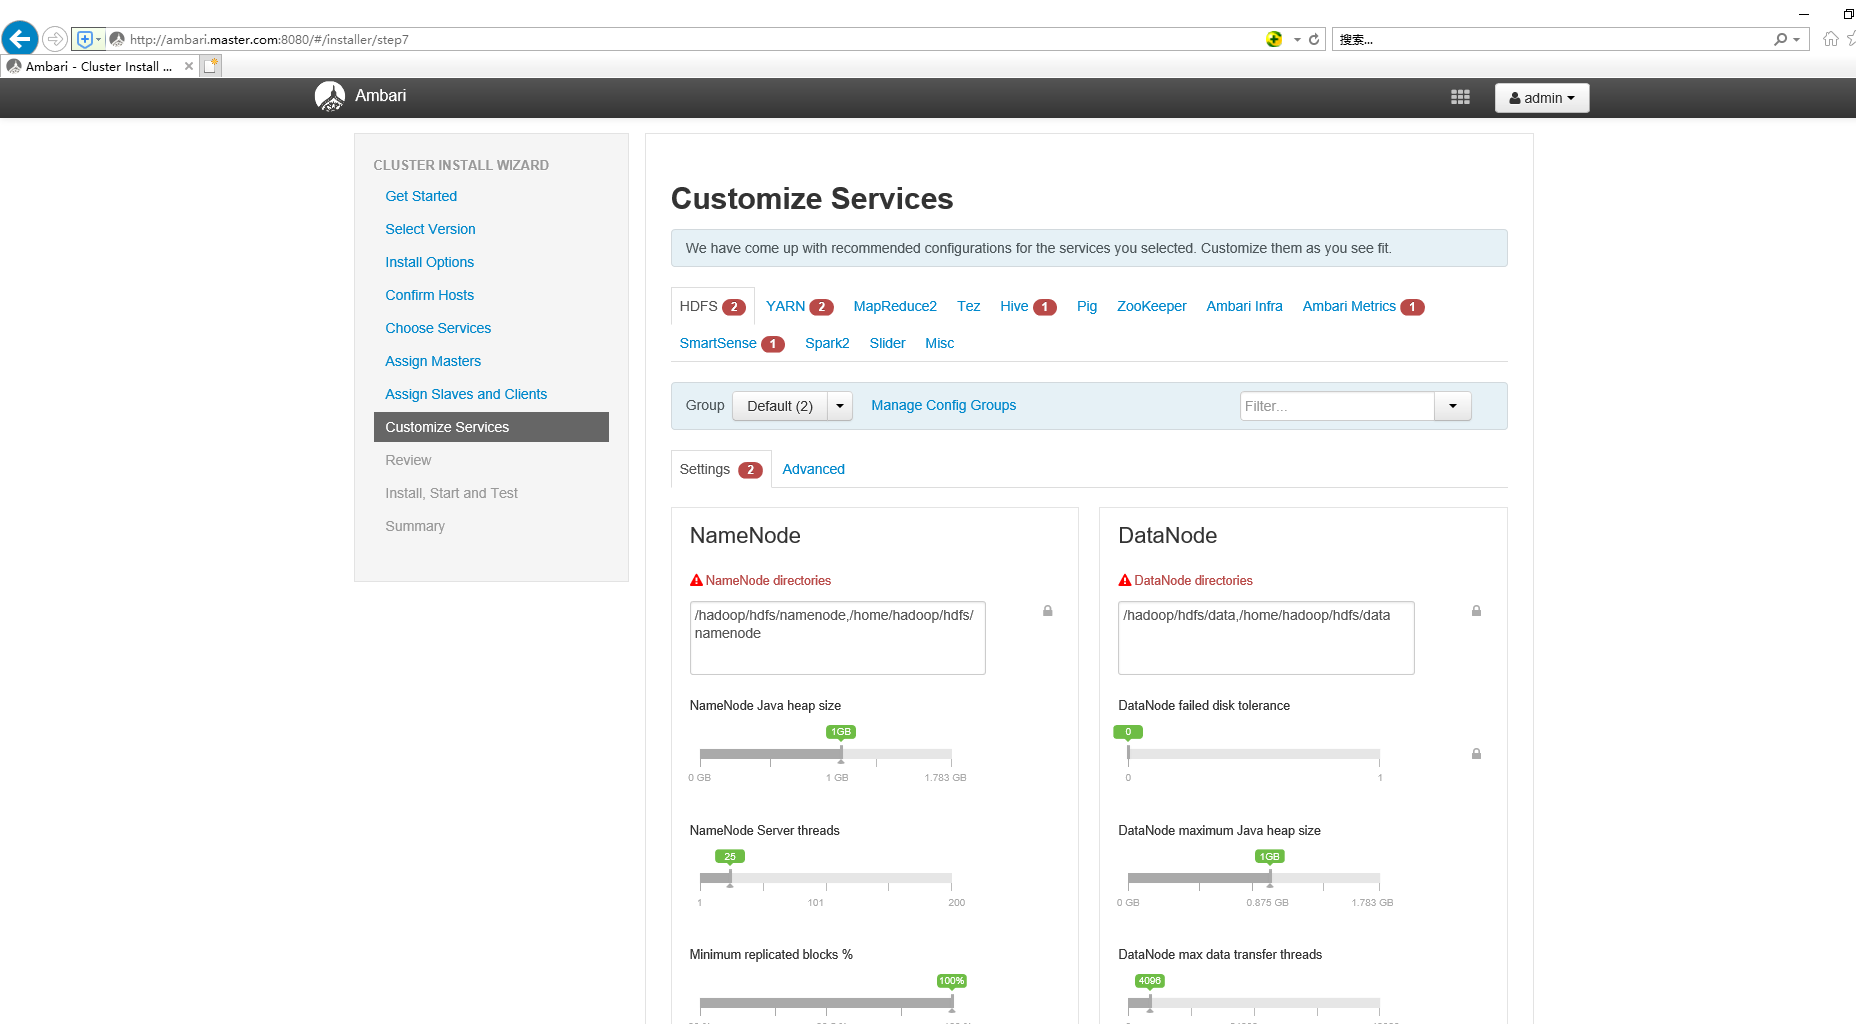 http://ambari.master.com:8080/#/installer/step7
搜索...
Ambari - Cluster Install ...
Ambari
admin
CLUSTER INSTALL WIZARD
Get Started
Select Version
Install Options
Confirm Hosts
Choose Services
Assign Masters
Assign Slaves and Clients
Customize Services
Review
Install, Start and Test
Summary
Customize Services
We have come up with recommended configurations for the services you selected. Customize them as you see fit.
HDFS 2 YARN 2 MapReduce2 Tez Hive 1 Pig ZooKeeper Ambari Infra Ambari Metrics 1
SmartSense 1 Spark2 Slider Misc
Group Default (2) Manage Config Groups Filter...
Settings 2 Advanced
NameNode
NameNode directories
/hadoop/hdfs/namenode,/home/hadoop/hdfs/
namenode
NameNode Java heap size
1GB
0 GB 1 GB 1.783 GB
NameNode Server threads
25
1 101 200
Minimum replicated blocks %
100%
DataNode
DataNode directories
/hadoop/hdfs/data,/home/hadoop/hdfs/data
DataNode failed disk tolerance
0
0 1
DataNode maximum Java heap size
1GB
0 GB 0.875 GB 1.783 GB
DataNode max data transfer threads
4096